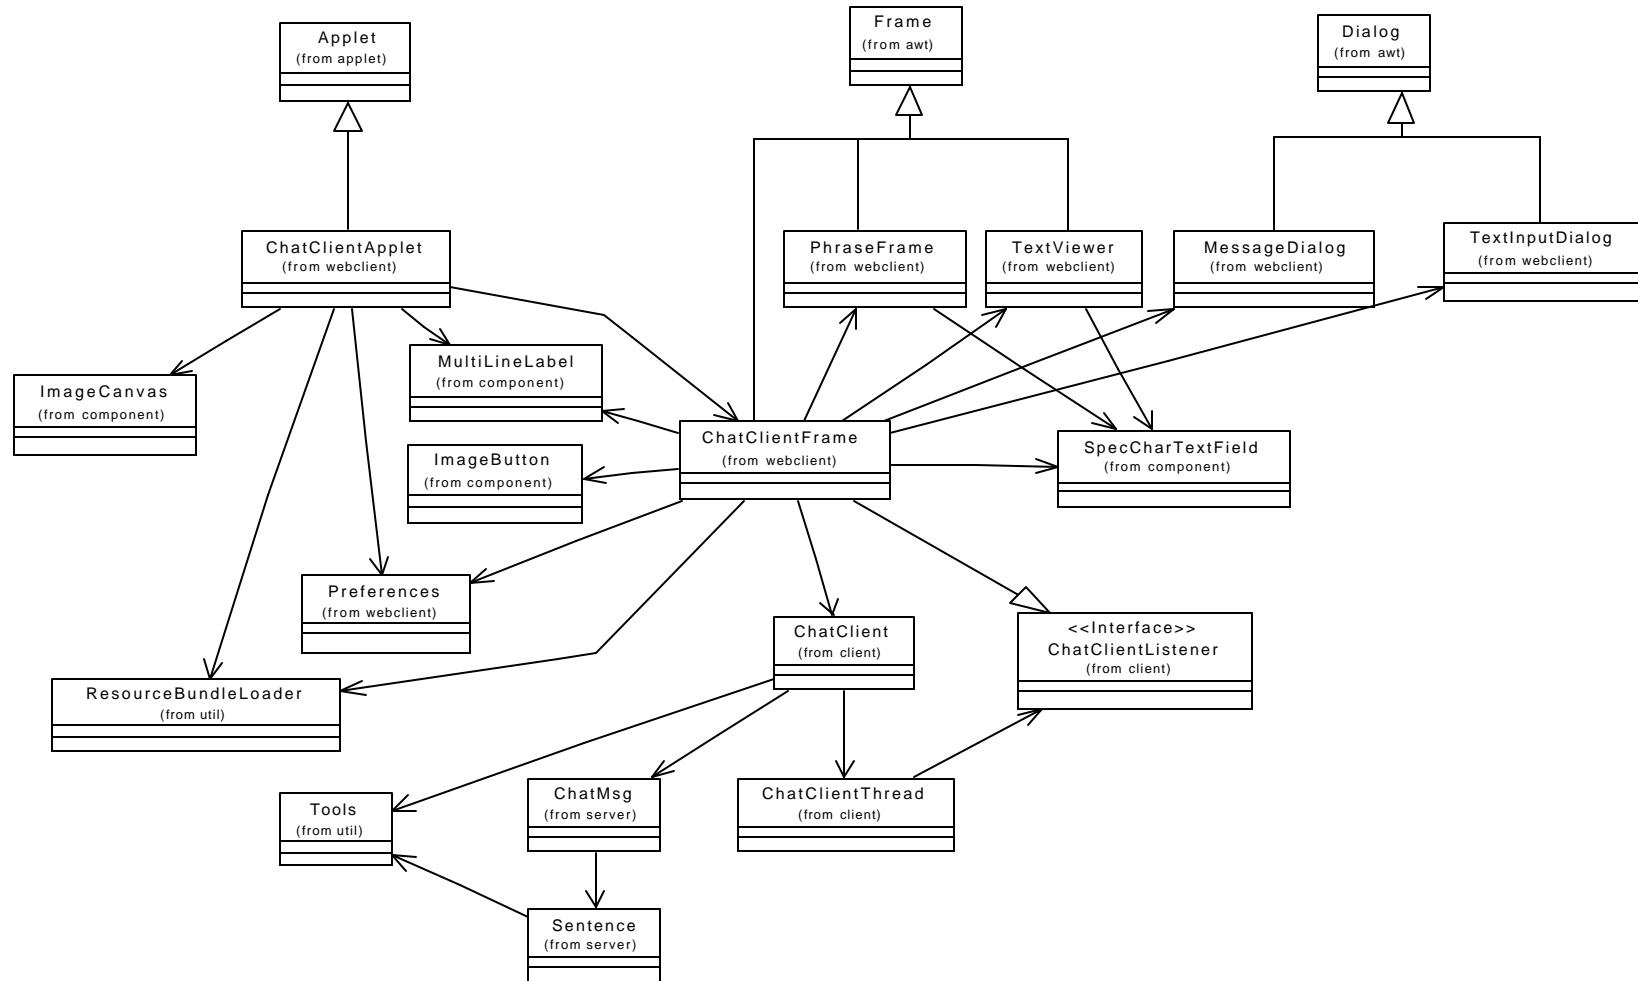 Applet
(from applet)
Frame
(from awt)
Dialog
(from awt)
ChatClientApplet
(from webclient)
PhraseFrame
(from webclient)
TextViewer
(from webclient)
MessageDialog
(from webclient)
TextInputDialog
(from webclient)
ImageCanvas
(from component)
MultiLineLabel
(from component)
ImageButton
(from component)
ChatClientFrame
(from webclient)
SpecCharTextField
(from component)
Preferences
(from webclient)
ResourceBundleLoader
(from util)
ChatClient
(from client)
<<Interface>>
ChatClientListener
(from client)
Tools
(from util)
ChatMsg
(from server)
ChatClientThread
(from client)
Sentence
(from server)